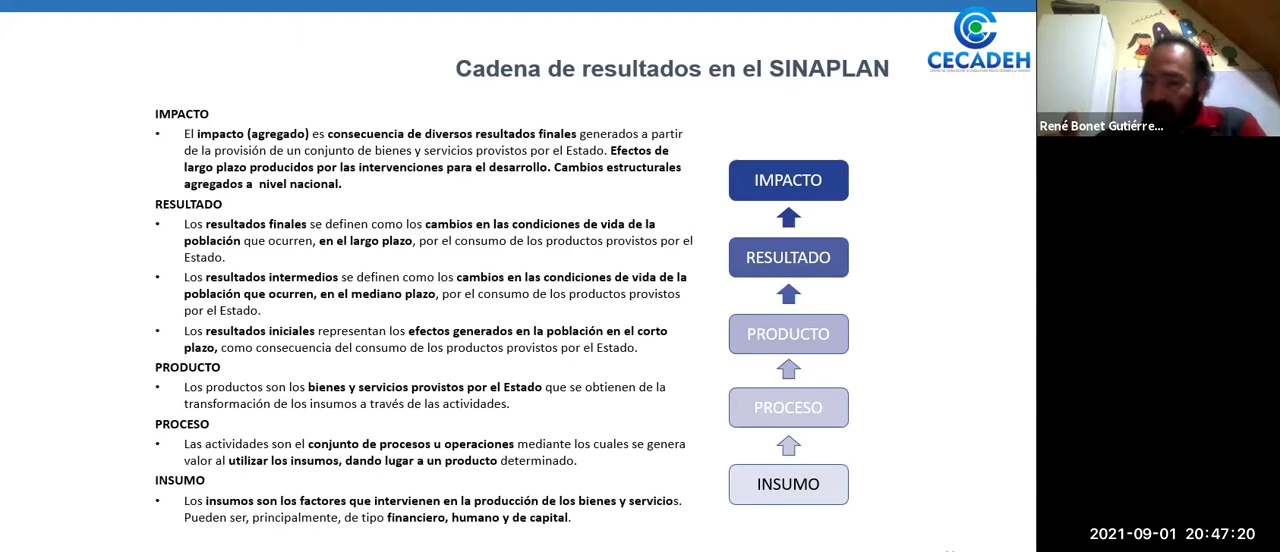 CECADEH
Cadena de resultados en el SINAPLAN
René Bonet Gutiérre...
IMPACTO
• El impacto (agregado) es consecuencia de diversos resultados finales generados a partir
de la provisión de un conjunto de bienes y servicios provistos por el Estado. Efectos de
largo plazo producidos por las intervenciones para el desarrollo. Cambios estructurales
agregados a nivel nacional.
RESULTADO
• Los resultados finales se definen como los cambios en las condiciones de vida de la
población que ocurren, en el largo plazo, por el consumo de los productos provistos por el
Estado.
• Los resultados intermedios se definen como los cambios en las condiciones de vida de la
población que ocurren, en el mediano plazo, por el consumo de los productos provistos
por el Estado.
• Los resultados iniciales representan los efectos generados en la población en el corto
plazo, como consecuencia del consumo de los productos provistos por el Estado.
PRODUCTO
• Los productos son los bienes y servicios provistos por el Estado que se obtienen de la
transformación de los insumos a través de las actividades.
PROCESO
• Las actividades son el conjunto de procesos u operaciones mediante los cuales se genera
valor al utilizar los insumos, dando lugar a un producto determinado.
INSUMO
• Los insumos son los factores que intervienen en la producción de los bienes y servicios.
Pueden ser, principalmente, de tipo financiero, humano y de capital.
IMPACTO
RESULTADO
PRODUCTO
PROCESO
INSUMO
2021-09-01 20:47:20